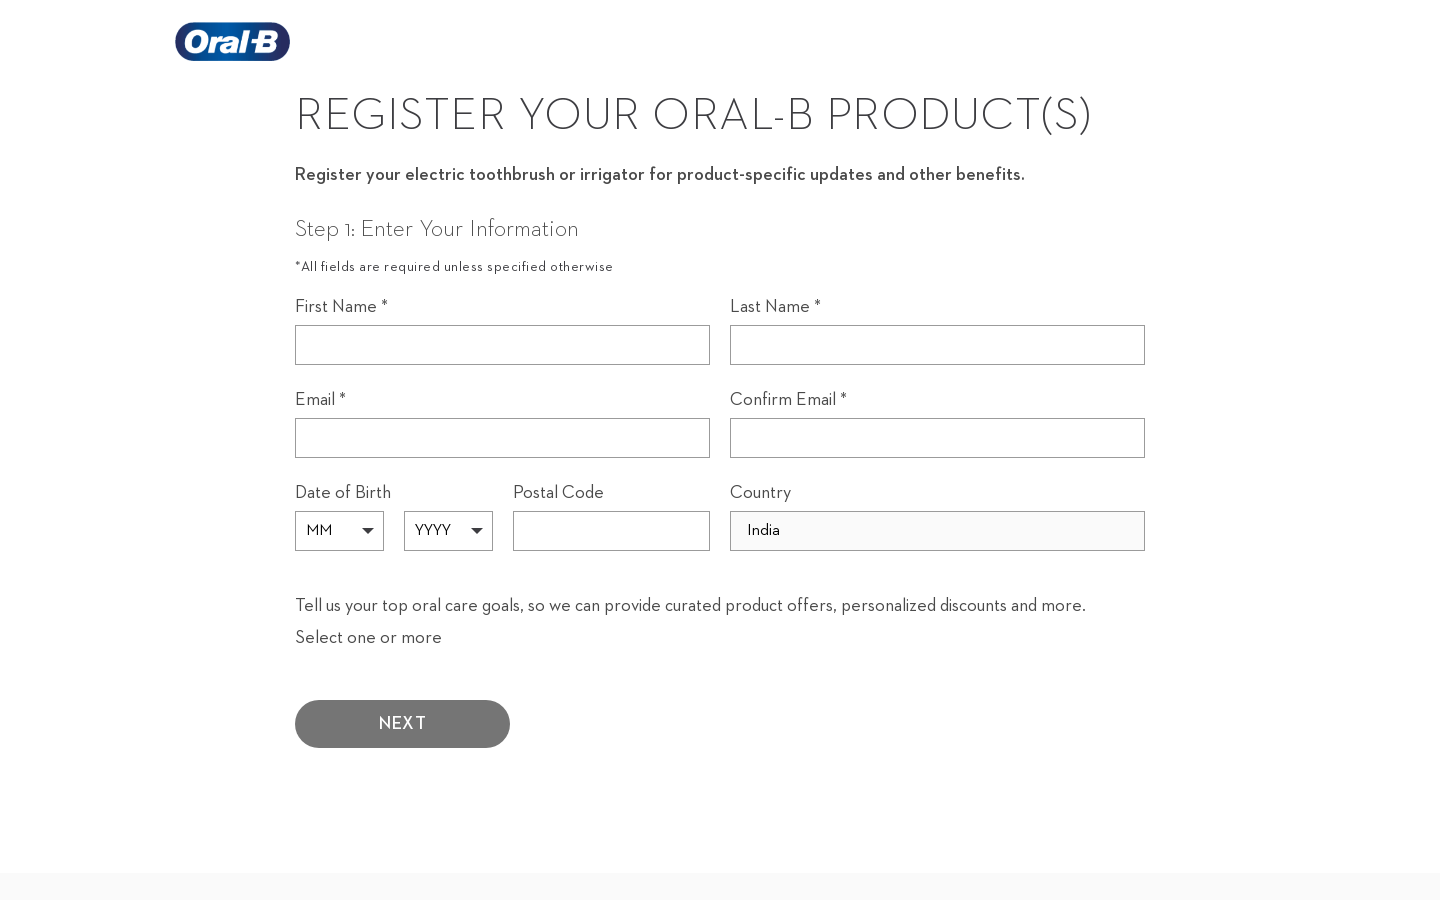 Oral-B
REGISTER YOUR ORAL-B PRODUCT(S)
Register your electric toothbrush or irrigator for product-specific updates and other benefits.
Step 1: Enter Your Information
*All fields are required unless specified otherwise
First Name *
Last Name *
Email *
Confirm Email *
Date of Birth
Postal Code
Country
MM
YYYY
India
Tell us your top oral care goals, so we can provide curated product offers, personalized discounts and more.
Select one or more
NEXT